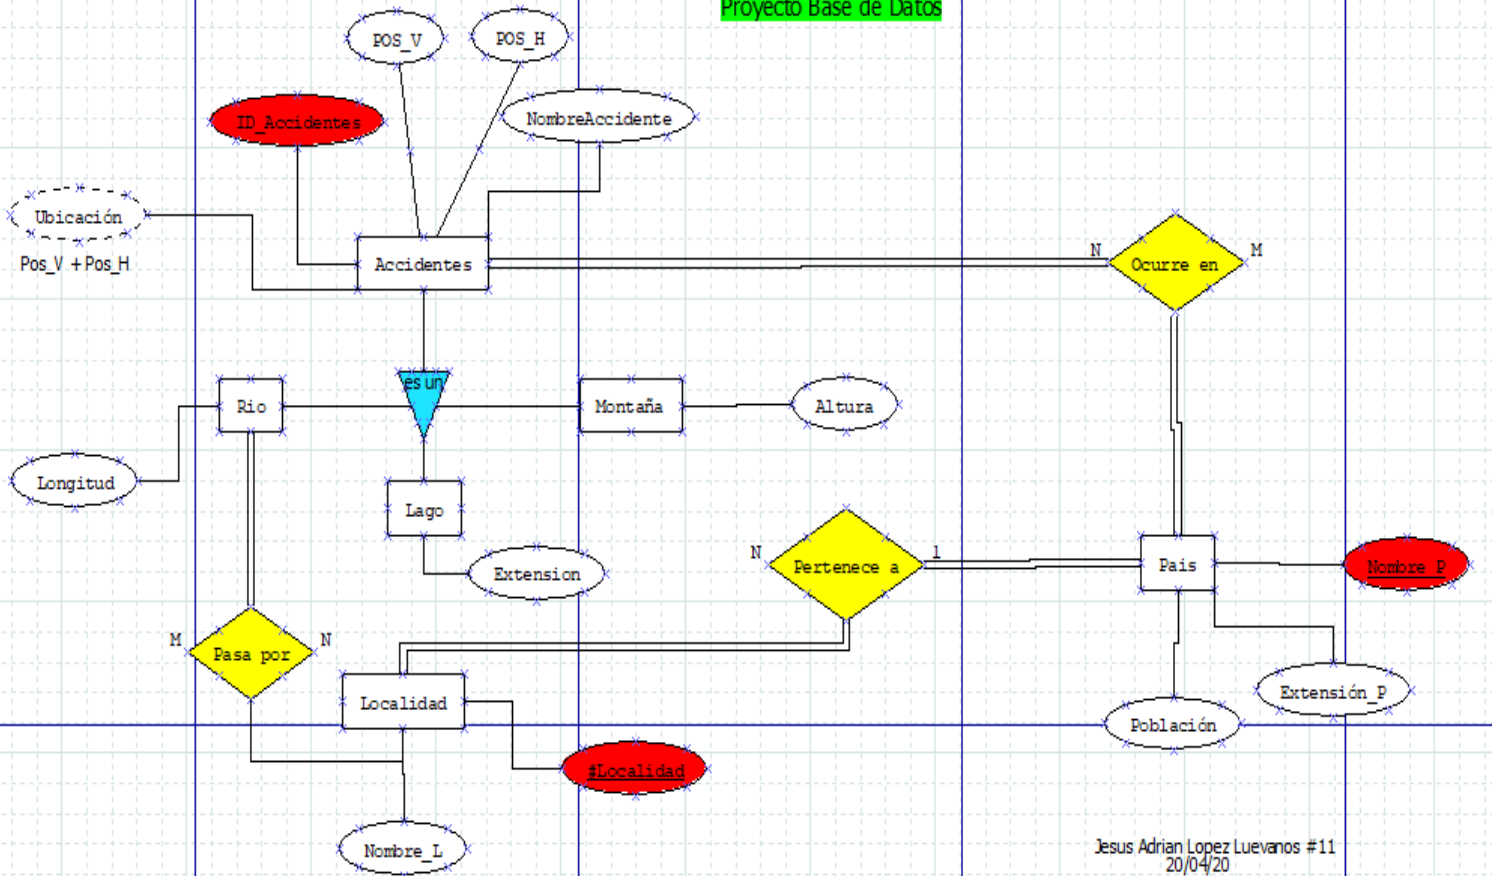 Proyecto Base de Datos
POS_V
POS_H
ID_Accidentes
NombreAccidente
Ubicación
Pos_V + Pos_H
Accidentes
N
Ocurre en
M
es un
Rio
Montaña
Altura
Longitud
Lago
Extension
N
Pertenece a
1
Pais
Nombre_P
M
Pasa por
N
Localidad
Extensión_P
Población
#Localidad
Nombre_L
Jesus Adrian Lopez Luevanos #11
20/04/20